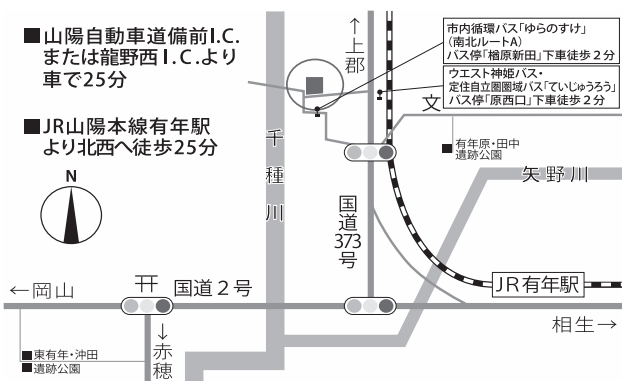 ■山陽自動車道備前I.C.
または龍野西I.C.より
車で25分
■JR山陽本線有年駅
より北西へ徒歩25分
N
↑上郡
市内循環バス「ゆらのすけ」
(南北ルートA)
バス停「楢原新田」下車徒歩2分
ウエスト神姫バス・
定住自立圏圏域バス「ていじゅうろう」
バス停「原西口」下車徒歩2分
文
■有年原・田中
遺跡公園
千種川
矢野川
国道373号
JR有年駅
←岡山
国道2号
相生→
↓赤穂
■東有年・沖田
■遺跡公園